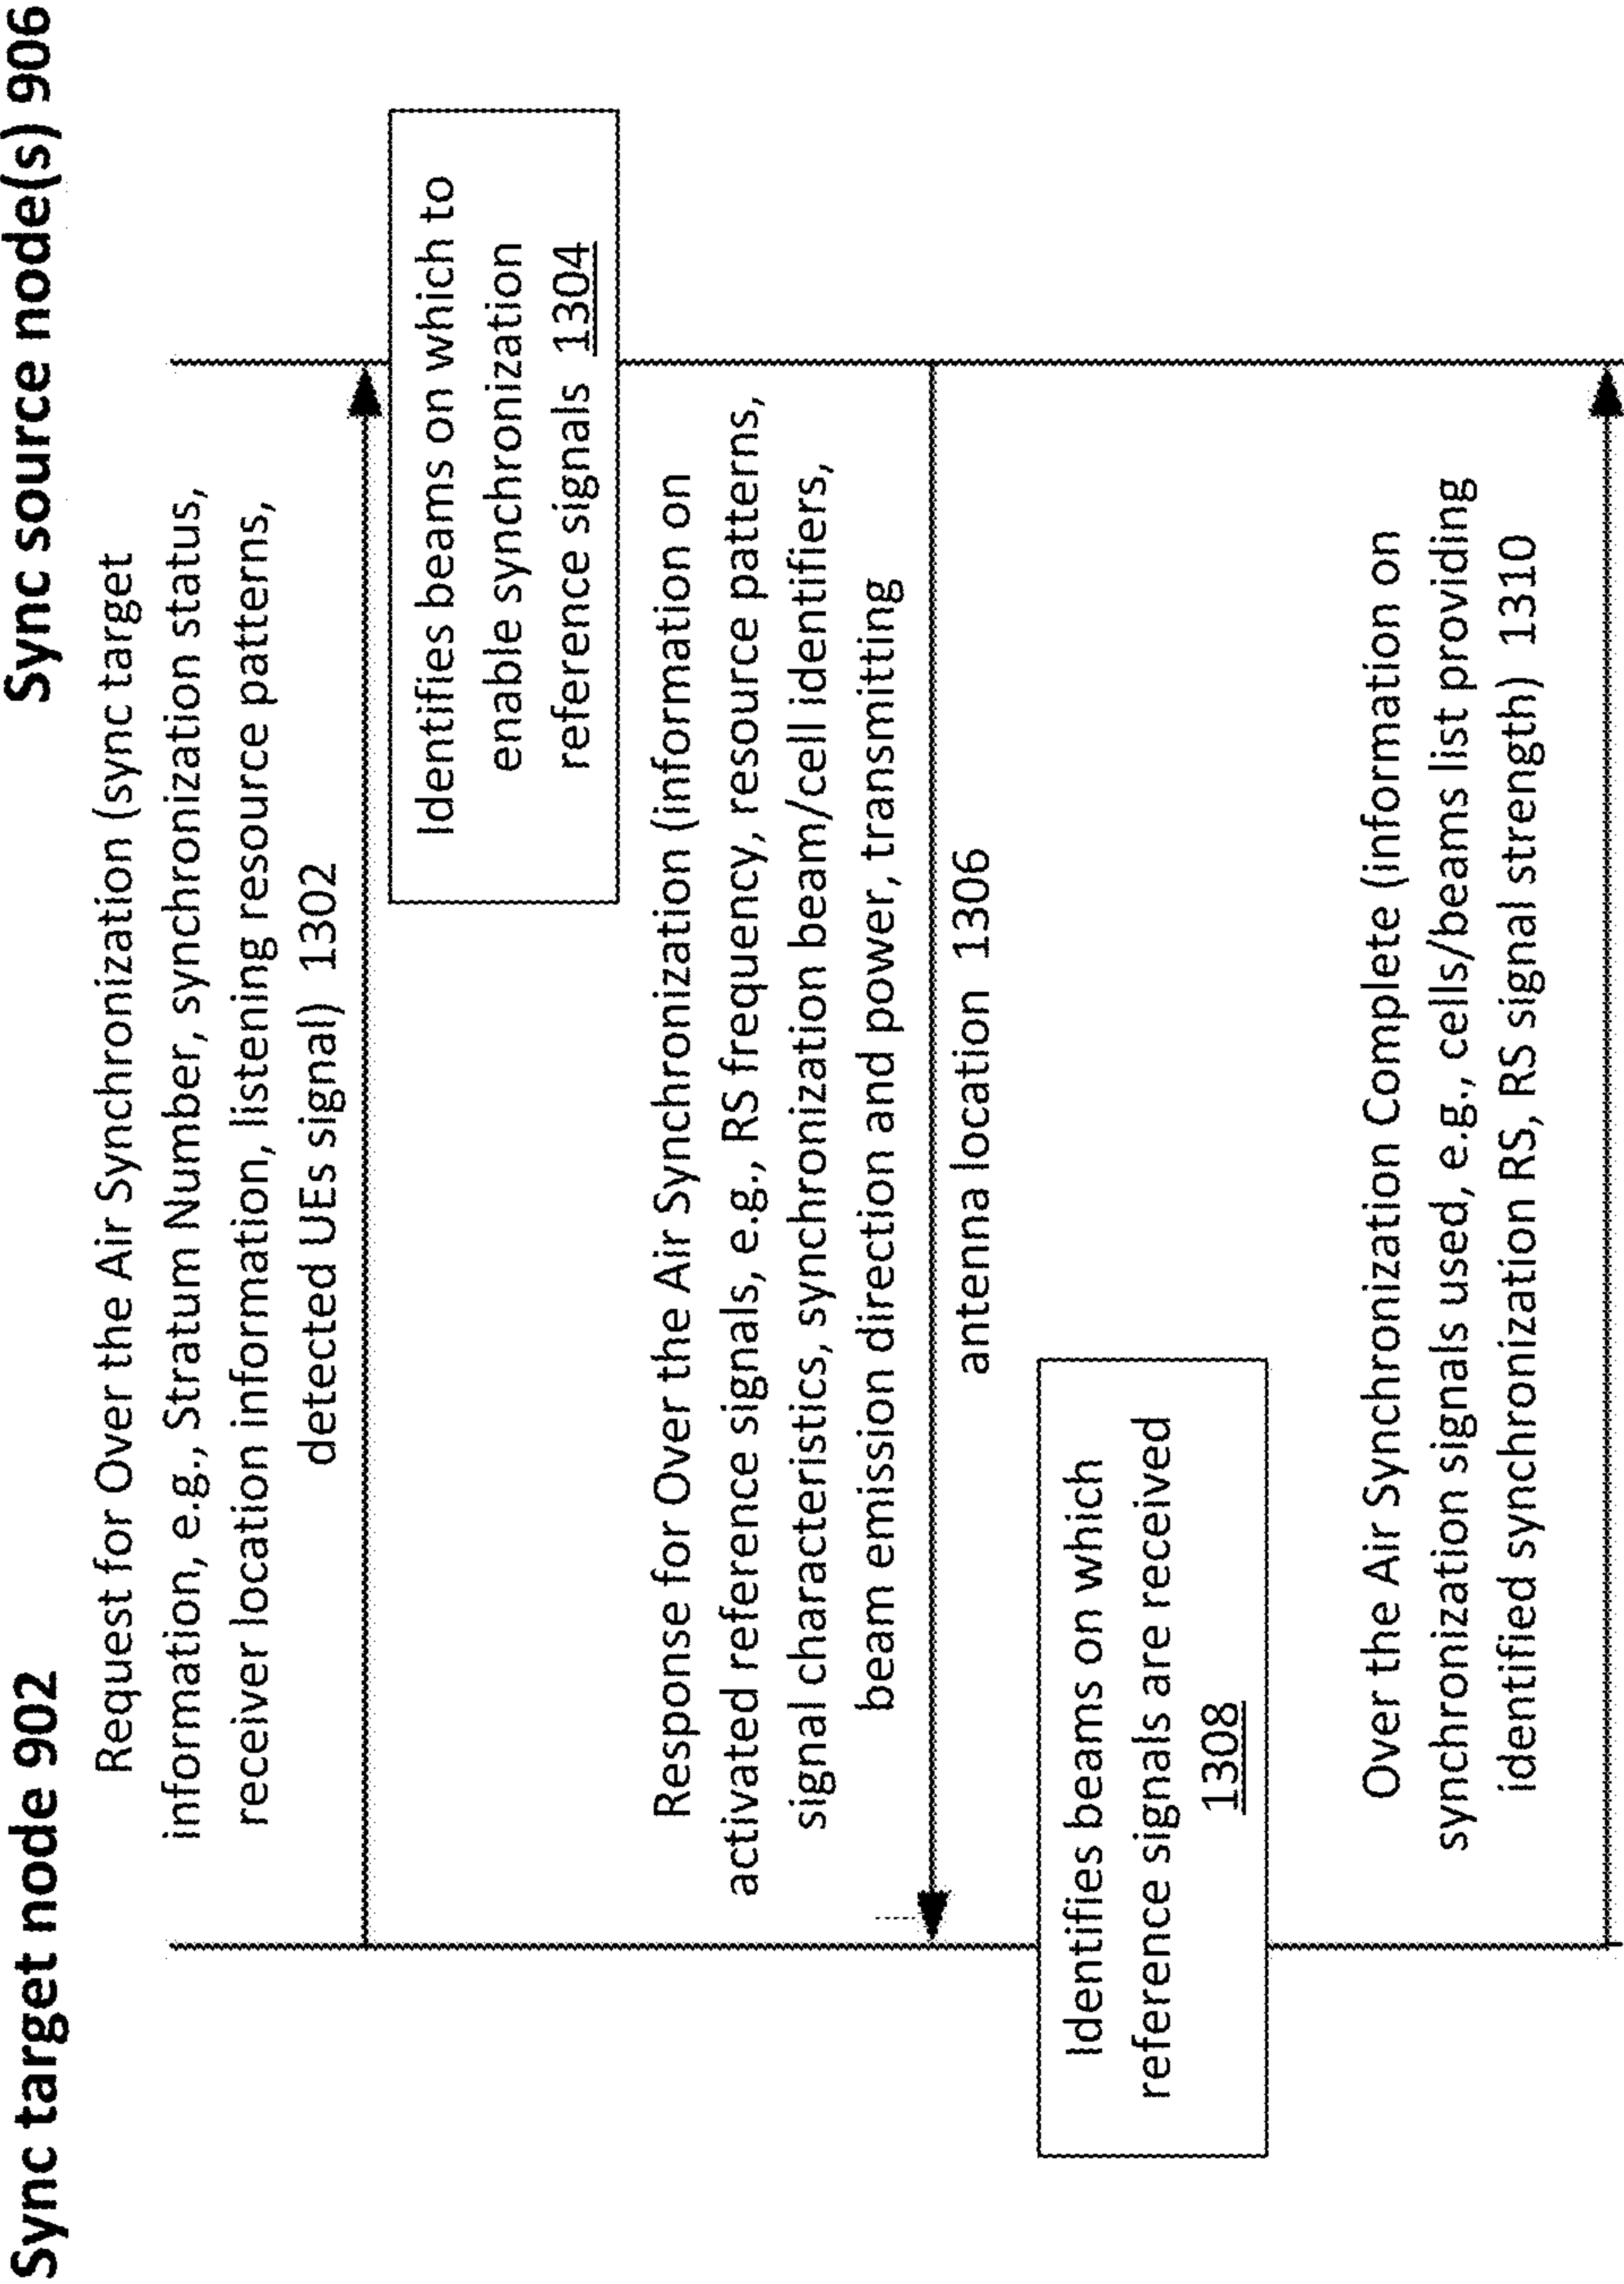 Sync target node 902
Sync source node(s) 906
Request for Over the Air Synchronization (sync target
information, e.g., Stratum Number, synchronization status,
receiver location information, listening resource patterns,
detected UEs signal) 1302
Identifies beams on which to
enable synchronization
reference signals 1304
Response for Over the Air Synchronization (information on
activated reference signals, e.g., RS frequency, resource patterns,
signal characteristics, synchronization beam/cell identifiers,
beam emission direction and power, transmitting
antenna location 1306
Identifies beams on which
reference signals are received
1308
Over the Air Synchronization Complete (information on
synchronization signals used, e.g., cells/beams list providing
identified synchronization RS, RS signal strength) 1310